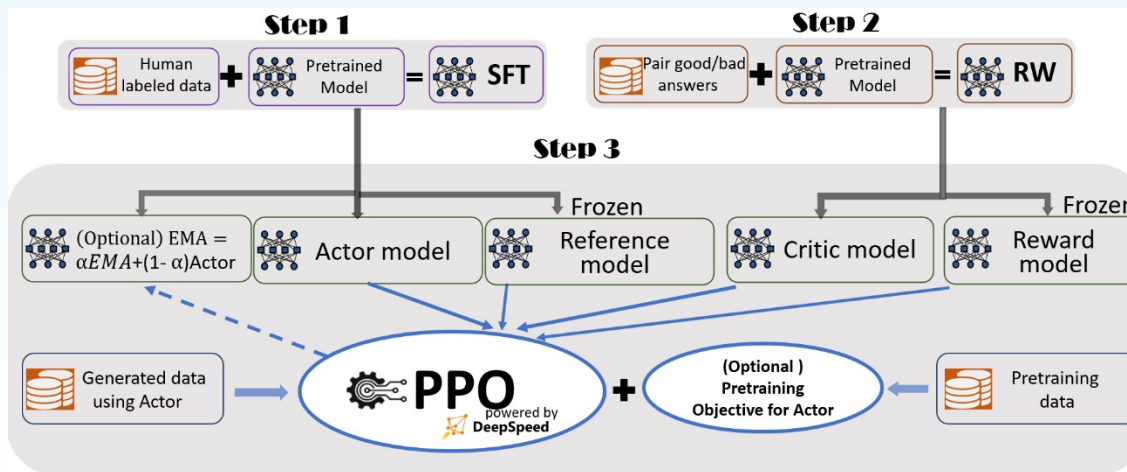 Step 1
Human
labeled data
+
Pretrained
Model
=
SFT
Step 2
Pair good/bad
answers
+
Pretrained
Model
=
RW
Step 3
(Optional) EMA =
αEMA+(1- α)Actor
Actor model
Frozen
Reference
model
Critic model
Frozen
Reward
model
Generated data
using Actor
PPO
powered by
DeepSpeed
+
(Optional )
Pretraining
Objective for Actor
Pretraining
data